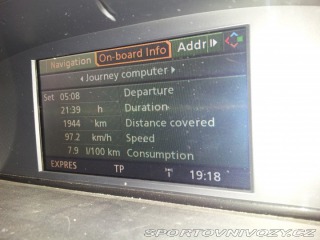 Navigation On-board Info Addr
Journey computer
Set 05:08 Departure
21:39 h Duration
1944 km Distance covered
97.2 km/h Speed
7.9 l/100 km Consumption
EXPRES TP 19:18
© SPORTOVNIVOZY.CZ